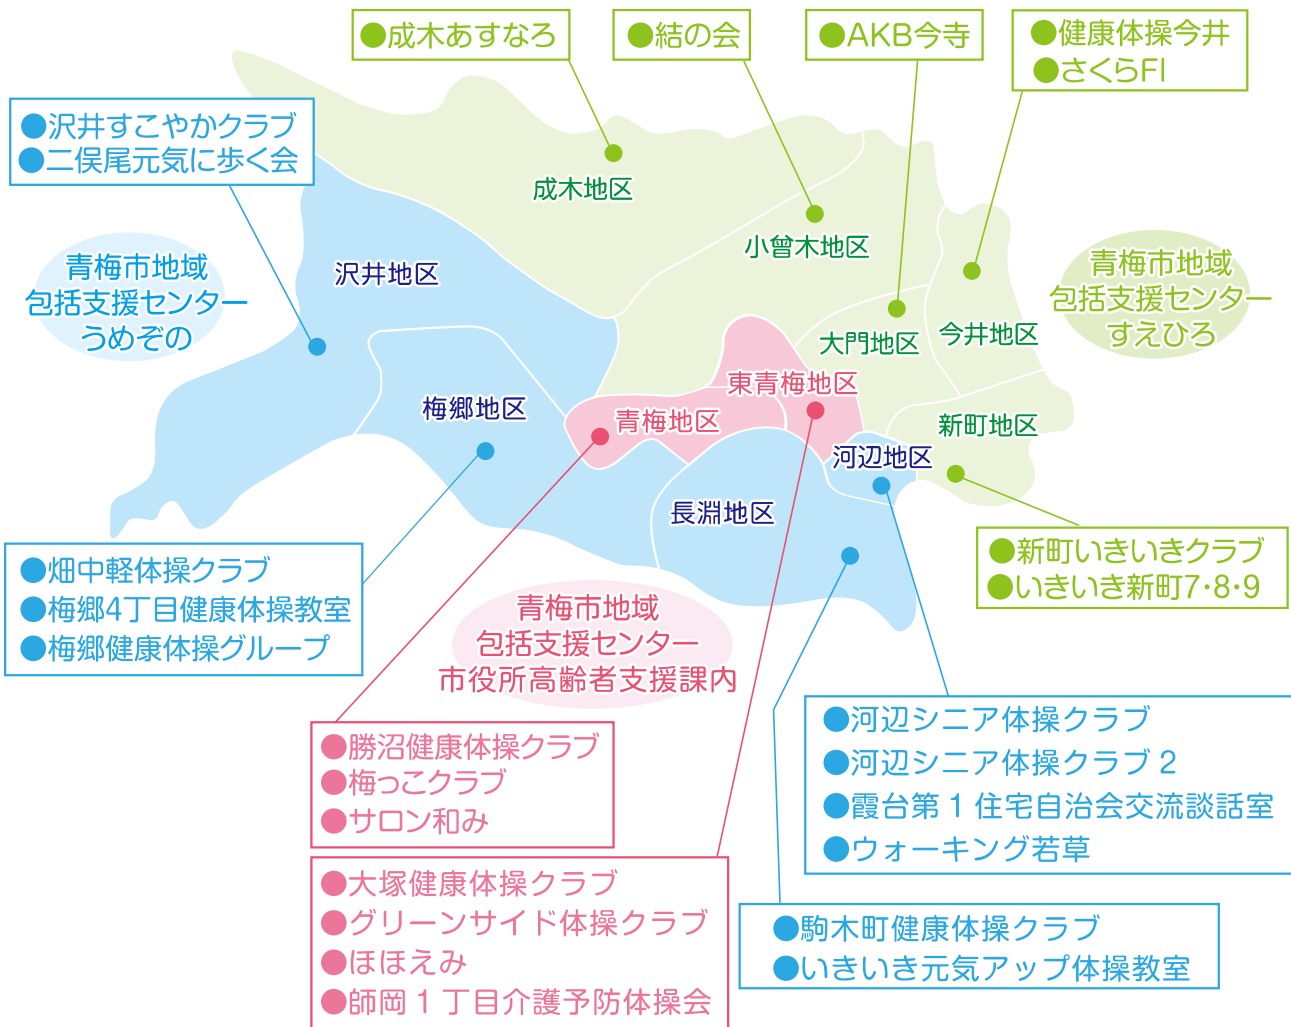 ●成木あすなろ
●結の会
●AKB今寺
●健康体操今井
●さくらFl
●沢井すこやかクラブ
●二俣尾元気に歩く会
成木地区
小曾木地区
沢井地区
青梅市地域
包括支援センター
うめぞの
青梅市地域
包括支援センター
すえひろ
大門地区
今井地区
東青梅地区
梅郷地区
青梅地区
新町地区
河辺地区
長淵地区
●新町いきいきクラブ
●いきいき新町7・8・9
●畑中軽体操クラブ
●梅郷4丁目健康体操教室
●梅郷健康体操グループ
青梅市地域
包括支援センター
市役所高齢者支援課内
●勝沼健康体操クラブ
●梅っこクラブ
●サロン和み
●河辺シニア体操クラブ
●河辺シニア体操クラブ２
●霞台第１住宅自治会交流談話室
●ウォーキング若草
●大塚健康体操クラブ
●グリーンサイド体操クラブ
●ほほえみ
●師岡１丁目介護予防体操会
●駒木町健康体操クラブ
●いきいき元気アップ体操教室